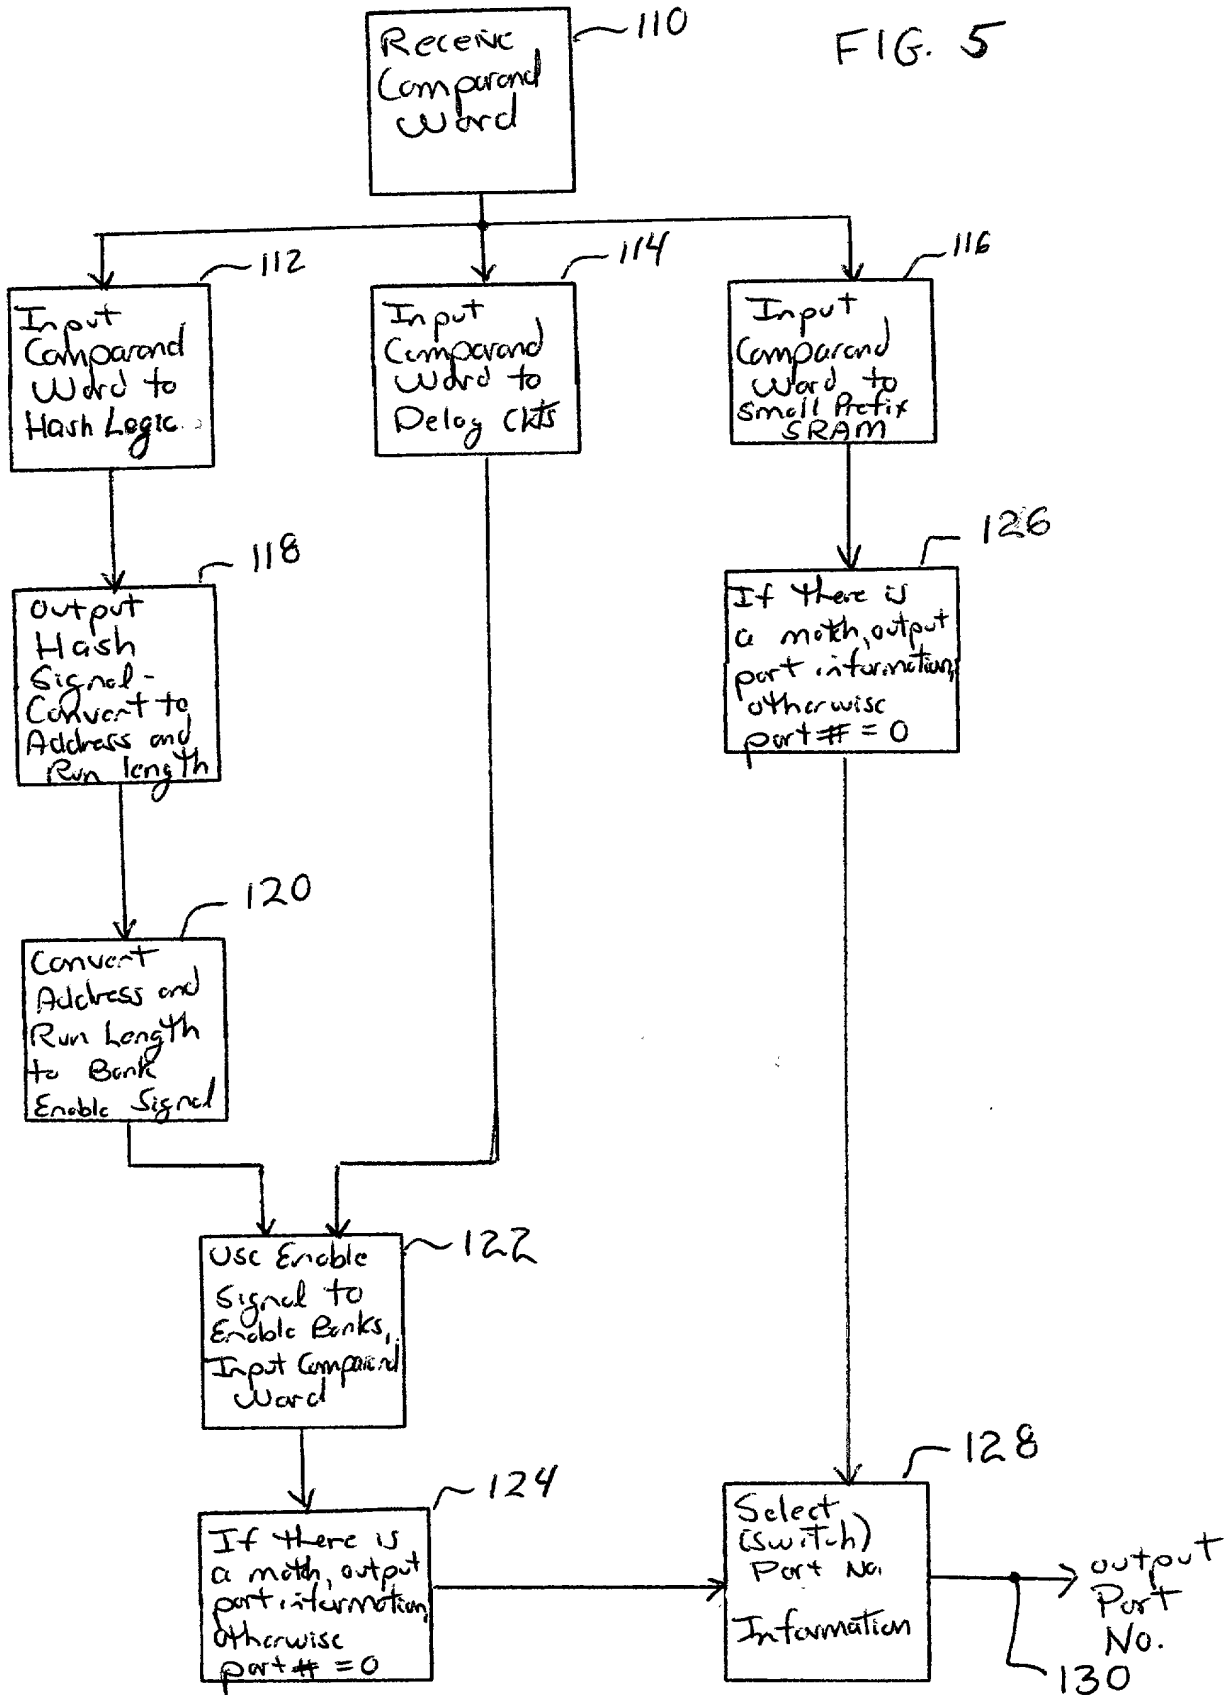 FIG. 5
110
Receive
Comparand
Word
112
Input
Comparand
Word to
Hash Logic
114
Input
Comparand
Word to
Delay Ckts
116
Input
Comparand
Word to
Small Prefix
SRAM
118
Output
Hash
Signal -
Convert to
Address and
Run length
126
If there is
a match, output
port information,
otherwise
port # = 0
120
Convert
Address and
Run Length
to Bank
Enable Signal
122
Use Enable
Signal to
Enable Banks,
Input Comparand
Word
124
If there is
a match, output
port information,
otherwise
port # = 0
128
Select
(switch)
Port No.
Information
output
Port
No.
130